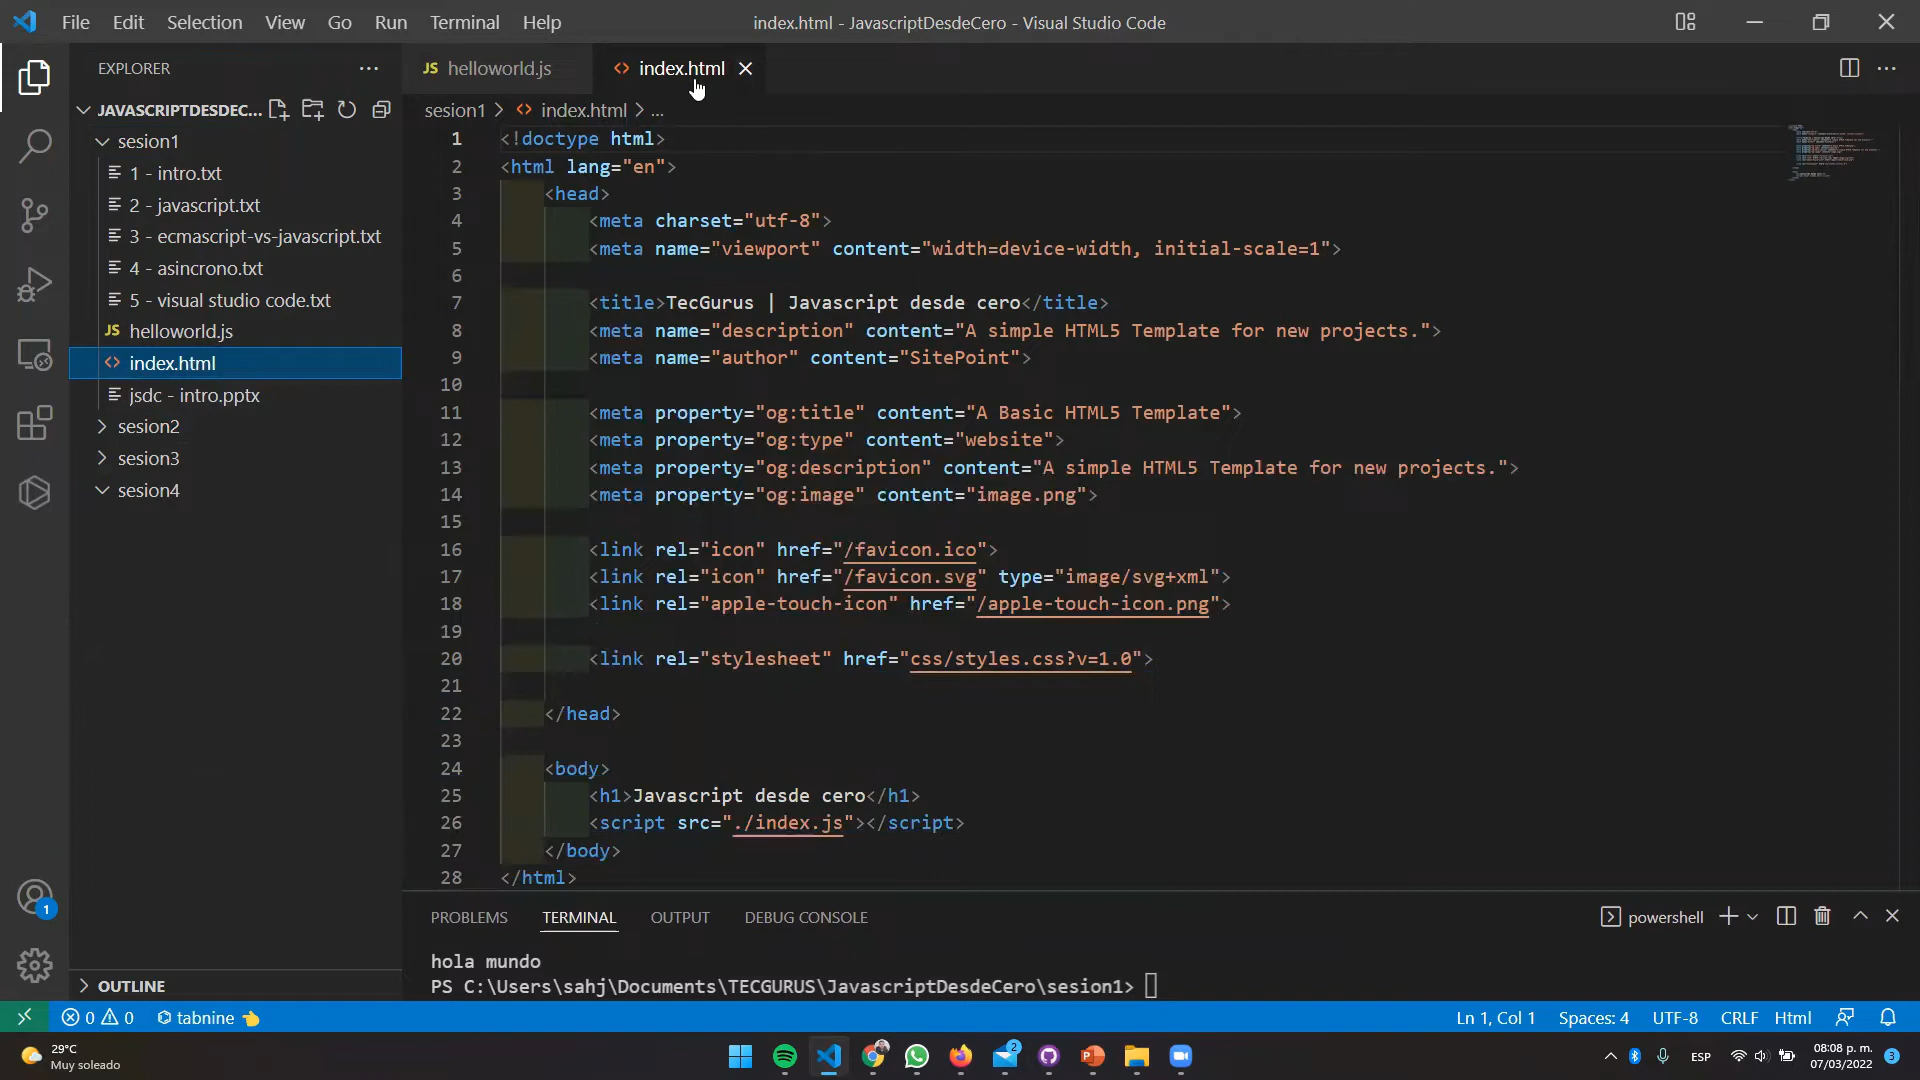 File Edit Selection View Go Run Terminal Help
index.html - JavascriptDesdeCero - Visual Studio Code
EXPLORER
JAVASCRIPTDESDEC...
sesion1
1 - intro.txt
2 - javascript.txt
3 - ecmascript-vs-javascript.txt
4 - asincrono.txt
5 - visual studio code.txt
JS helloworld.js
index.html
jsdc - intro.pptx
sesion2
sesion3
sesion4
OUTLINE
JS helloworld.js
<> index.html
sesion1 > <> index.html > ...
1 <!doctype html>
2 <html lang="en">
3 <head>
4 <meta charset="utf-8">
5 <meta name="viewport" content="width=device-width, initial-scale=1">
6
7 <title>TecGurus | Javascript desde cero</title>
8 <meta name="description" content="A simple HTML5 Template for new projects.">
9 <meta name="author" content="SitePoint">
10
11 <meta property="og:title" content="A Basic HTML5 Template">
12 <meta property="og:type" content="website">
13 <meta property="og:description" content="A simple HTML5 Template for new projects.">
14 <meta property="og:image" content="image.png">
15
16 <link rel="icon" href="/favicon.ico">
17 <link rel="icon" href="/favicon.svg" type="image/svg+xml">
18 <link rel="apple-touch-icon" href="/apple-touch-icon.png">
19
20 <link rel="stylesheet" href="css/styles.css?v=1.0">
21
22 </head>
23
24 <body>
25 <h1>Javascript desde cero</h1>
26 <script src="./index.js"></script>
27 </body>
28 </html>
PROBLEMS TERMINAL OUTPUT DEBUG CONSOLE
powershell
hola mundo
PS C:\Users\sahj\Documents\TECGURUS\JavascriptDesdeCero\sesion1>
1
0 0 tabnine
Ln 1, Col 1 Spaces: 4 UTF-8 CRLF Html
29°C
Muy soleado
2
ESP
08:08 p. m.
07/03/2022
3